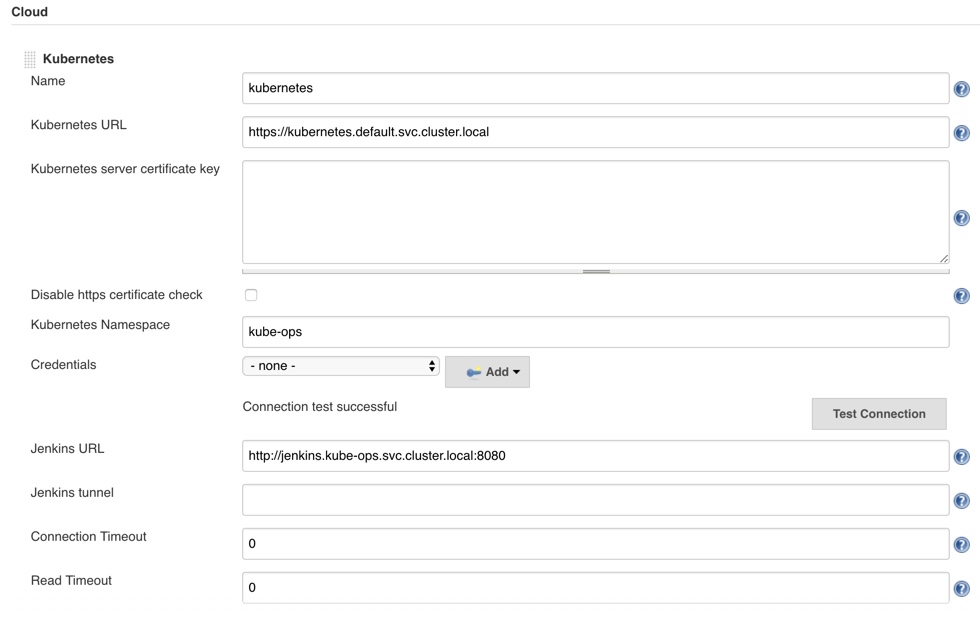 Cloud
Kubernetes
Name
kubernetes
Kubernetes URL
https://kubernetes.default.svc.cluster.local
Kubernetes server certificate key
Disable https certificate check
Kubernetes Namespace
kube-ops
Credentials
- none -
Add
Connection test successful
Test Connection
Jenkins URL
http://jenkins.kube-ops.svc.cluster.local:8080
Jenkins tunnel
Connection Timeout
0
Read Timeout
0